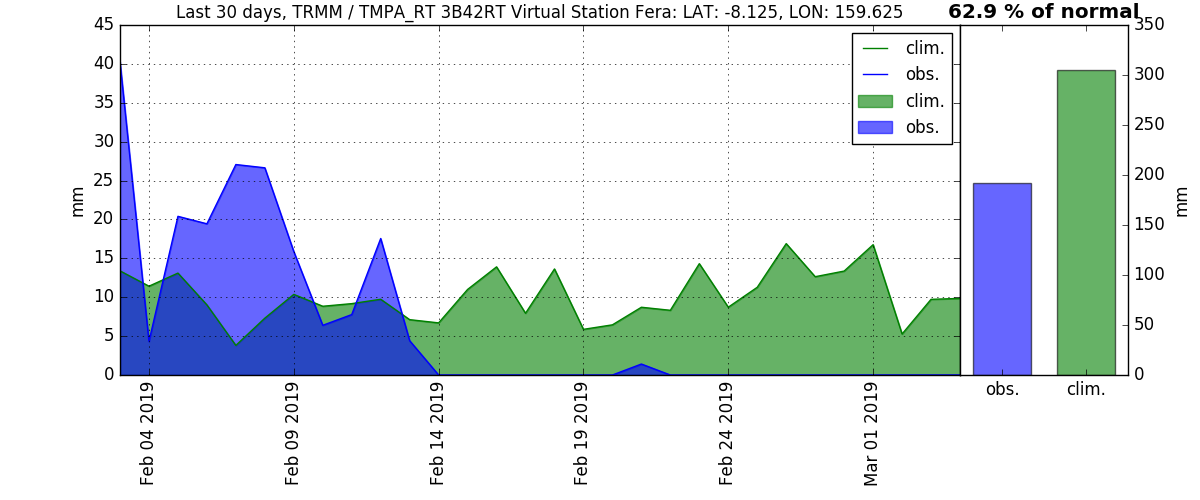 Last 30 days, TRMM / TMPA_RT 3B42RT Virtual Station Fera: LAT: -8.125, LON: 159.625
62.9 % of normal
45
40
35
30
25
20
15
10
5
0
mm
clim.
obs.
clim.
obs.
Feb 04 2019
Feb 09 2019
Feb 14 2019
Feb 19 2019
Feb 24 2019
Mar 01 2019
350
300
250
200
150
100
50
0
mm
obs.
clim.